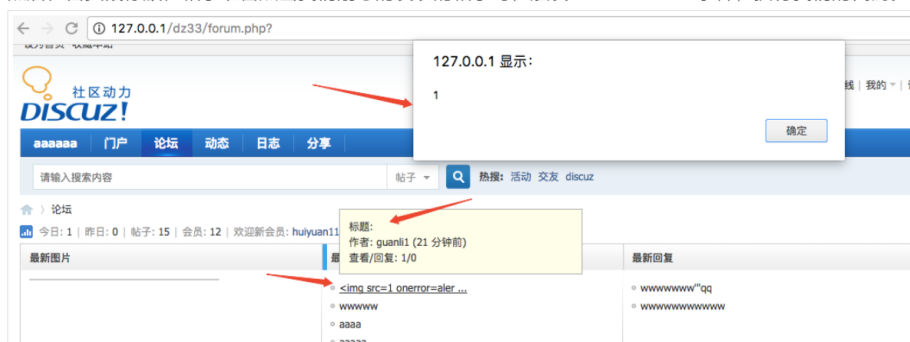 127.0.0.1/dz33/forum.php?
127.0.0.1 显示：
1
确定
线 | 我的
社区动力
DISCUZ!
aaaaaa 门户 论坛 动态 日志 分享
请输入搜索内容 帖子 热搜: 活动 交友 discuz
论坛
今日: 1 | 昨日: 0 | 帖子: 15 | 会员: 12 | 欢迎新会员: huiyuan11
标题:
作者: guanli1 (21 分钟前)
查看/回复: 1/0
最新图片 最新回复
<img src=1 onerror=aler ...
wwwwwww'"qq
wwwww
wwwwwwwwwww
aaaa